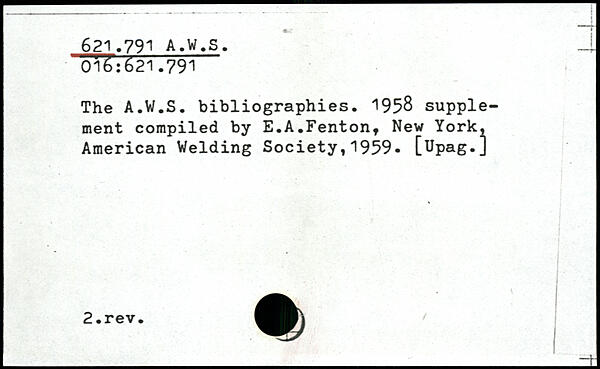 621.791 A.W.S.
016:621.791
The A.W.S. bibliographies. 1958 supple-
ment compiled by E.A.Fenton, New York,
American Welding Society,1959. [Upag.]
2.rev.